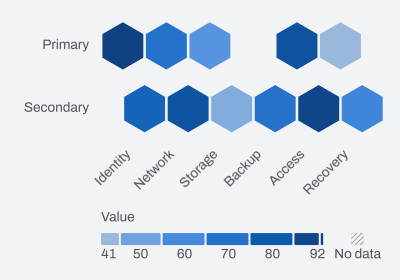 Primary
Secondary
Identity
Network
Storage
Backup
Access
Recovery
Value
41 50 60 70 80 92 No data